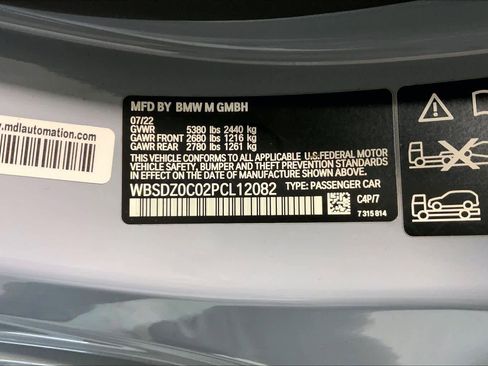 MFD BY BMW M GMBH
07/22
GVWR 5380 lbs 2440 kg
GAWR FRONT 2680 lbs 1216 kg
GAWR REAR 2780 lbs 1261 kg
THIS VEHICLE CONFORMS TO ALL APPLICABLE U.S.FEDERAL MOTOR
VEHICLE SAFETY, BUMPER AND THEFT PREVENTION STANDARDS
IN EFFECT ON THE DATE OF MANUFACTURE SHOWN ABOVE.
WBSDZ0C02PCL12082 TYPE: PASSENGER CAR
C4P/7
7 315 814
w.mdlautomation.com